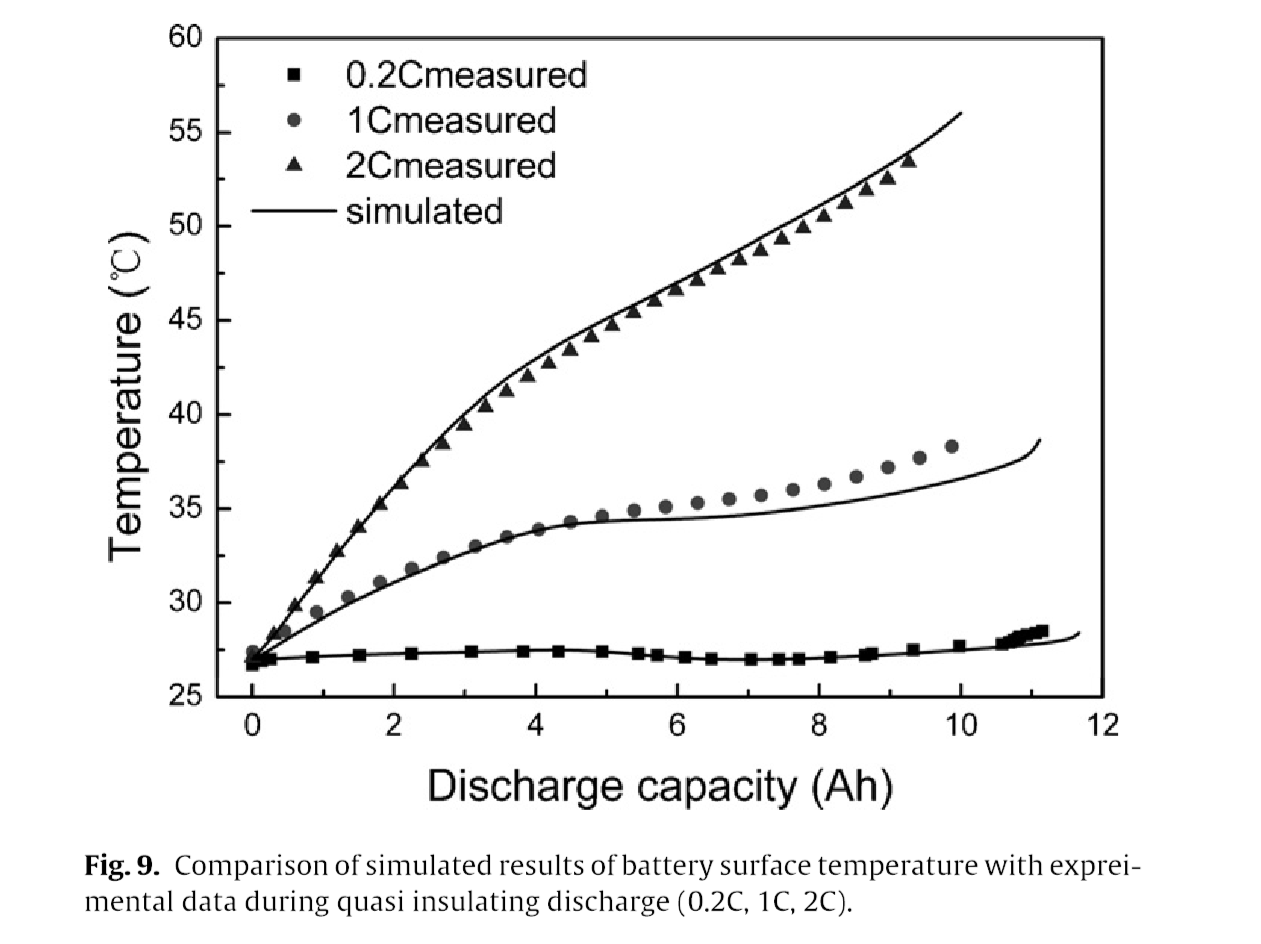 60
55
50
45
40
35
30
25
Temperature (℃)
0.2Cmeasured
1Cmeasured
2Cmeasured
simulated
0 2 4 6 8 10 12
Discharge capacity (Ah)
Fig. 9. Comparison of simulated results of battery surface temperature with exprei-
mental data during quasi insulating discharge (0.2C, 1C, 2C).